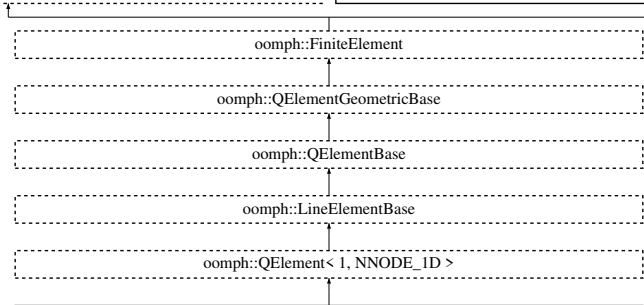 oomph::FiniteElement
oomph::QElementGeometricBase
oomph::QElementBase
oomph::LineElementBase
oomph::QElement< 1, NNODE_1D >